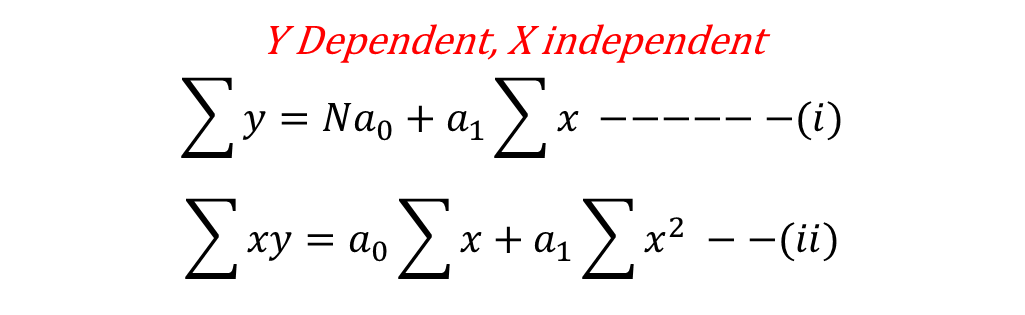 Y Dependent, X independent
∑ y = Na₀ + a₁ ∑ x − − − − − −(i)
∑ xy = a₀ ∑ x + a₁ ∑ x² − −(ii)